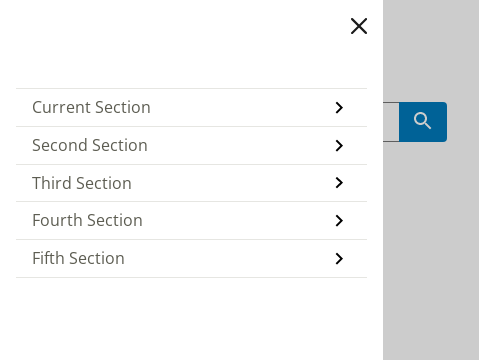 Current Section
Second Section
Third Section
Fourth Section
Fifth Section